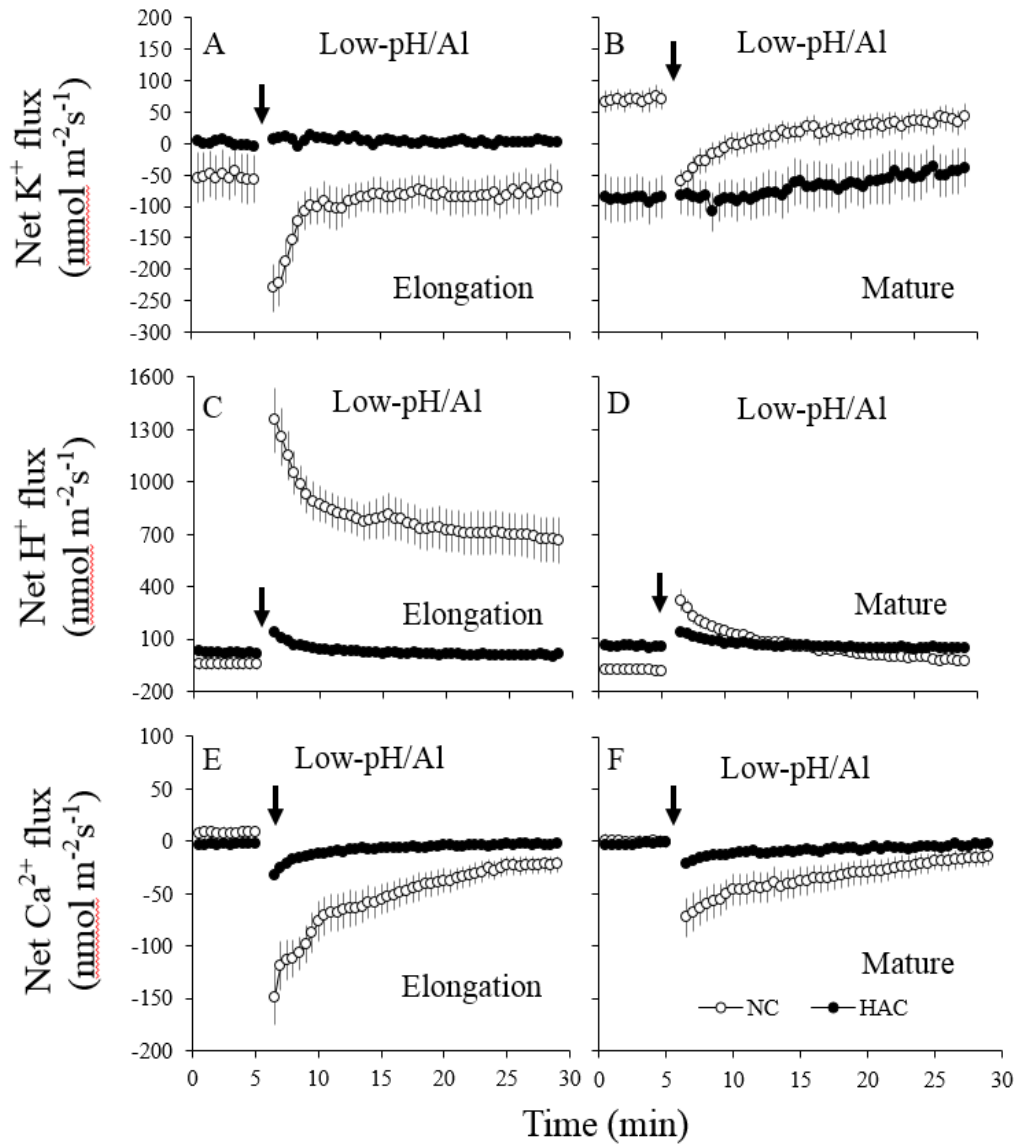 A
Low-pH/Al
B
Low-pH/Al
Net K⁺ flux
(nmol m⁻²s⁻¹)
200
150
100
50
0
-50
-100
-150
-200
-250
-300
Elongation
Mature
C
Low-pH/Al
D
Low-pH/Al
Net H⁺ flux
(nmol m⁻²s⁻¹)
1600
1300
1000
700
400
100
-200
Elongation
Mature
E
Low-pH/Al
F
Low-pH/Al
Net Ca²⁺ flux
(nmol m⁻²s⁻¹)
100
50
0
-50
-100
-150
-200
Elongation
Mature
NC HAC
0 5 10 15 20 25 30
0 5 10 15 20 25 30
Time (min)